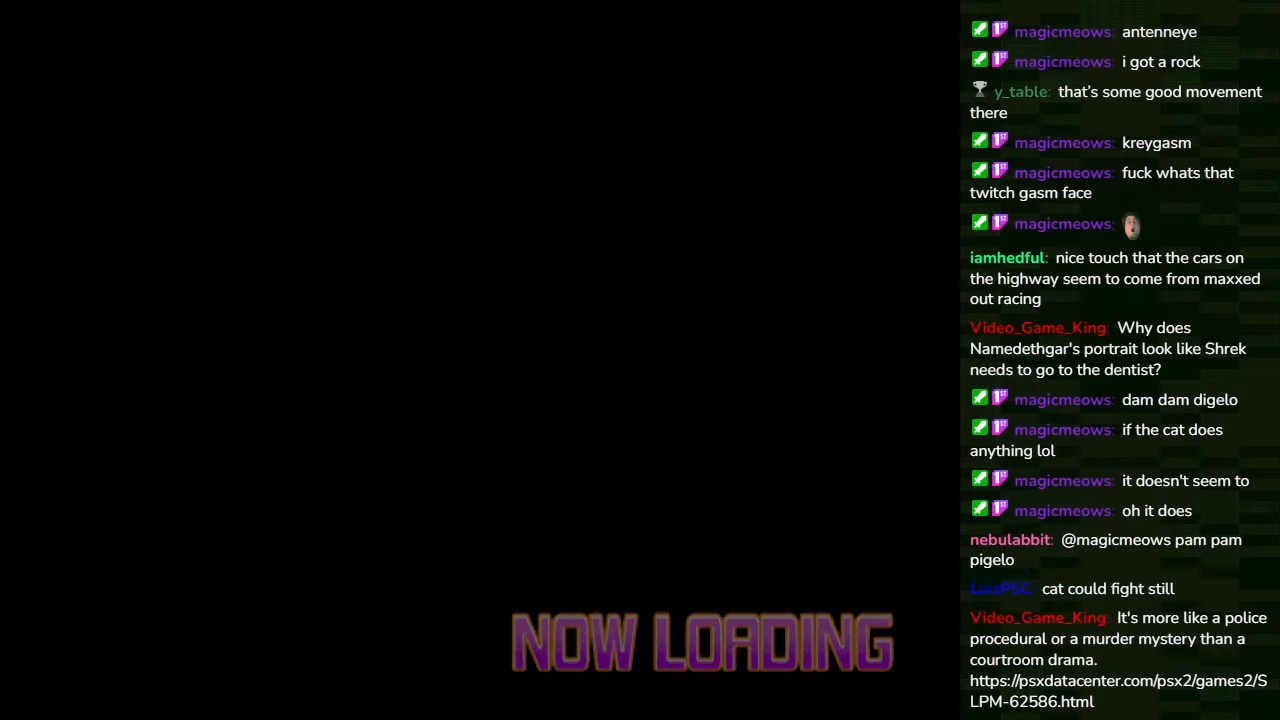 magicmeows: antenneye
magicmeows: i got a rock
y_table: that's some good movement
there
magicmeows: kreygasm
magicmeows: fuck whats that
twitch gasm face
magicmeows:
iamhedful: nice touch that the cars on
the highway seem to come from maxxed
out racing
Video_Game_King: Why does
Namedethgar's portrait look like Shrek
needs to go to the dentist?
magicmeows: dam dam digelo
magicmeows: if the cat does
anything lol
magicmeows: it doesn't seem to
magicmeows: oh it does
nebulabbit: @magicmeows pam pam
pigelo
LuizPSC: cat could fight still
Video_Game_King: It's more like a police
procedural or a murder mystery than a
courtroom drama.
https://psxdatacenter.com/psx2/games2/S
LPM-62586.html
NOW LOADING